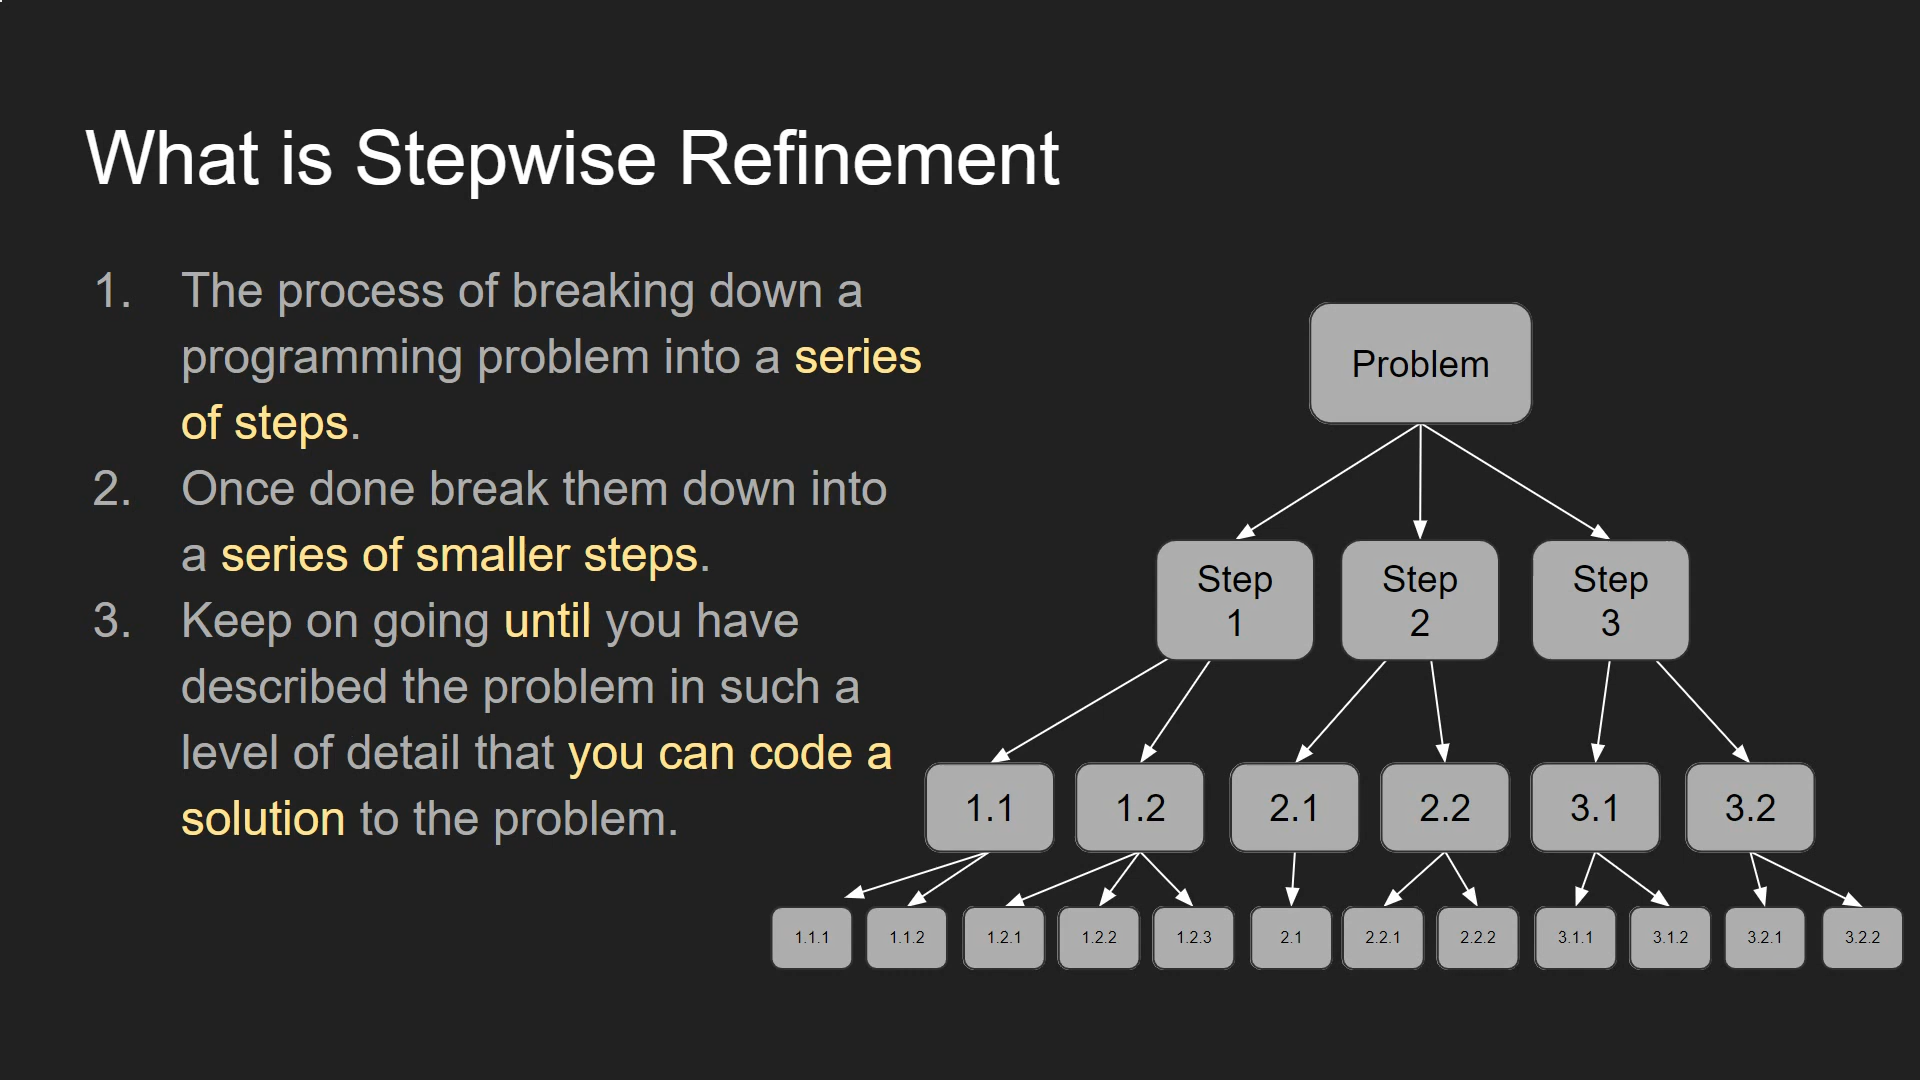 What is Stepwise Refinement
1. The process of breaking down a
programming problem into a series
of steps.
2. Once done break them down into
a series of smaller steps.
3. Keep on going until you have
described the problem in such a
level of detail that you can code a
solution to the problem.
Problem
Step
1
Step
2
Step
3
1.1
1.2
2.1
2.2
3.1
3.2
1.1.1
1.1.2
1.2.1
1.2.2
1.2.3
2.1
2.2.1
2.2.2
3.1.1
3.1.2
3.2.1
3.2.2